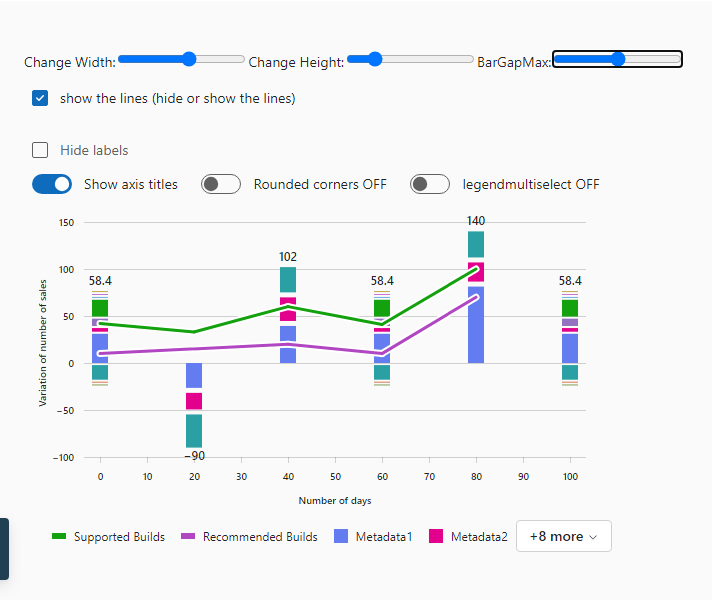 Change Width: Change Height: BarGapMax:
show the lines (hide or show the lines)
Hide labels
Show axis titles Rounded corners OFF legendmultiselect OFF
150
100
50
0
−50
−100
Variation of number of sales
58.4
−90
102
58.4
140
58.4
0 10 20 30 40 50 60 70 80 90 100
Number of days
Supported Builds Recommended Builds Metadata1 Metadata2 +8 more